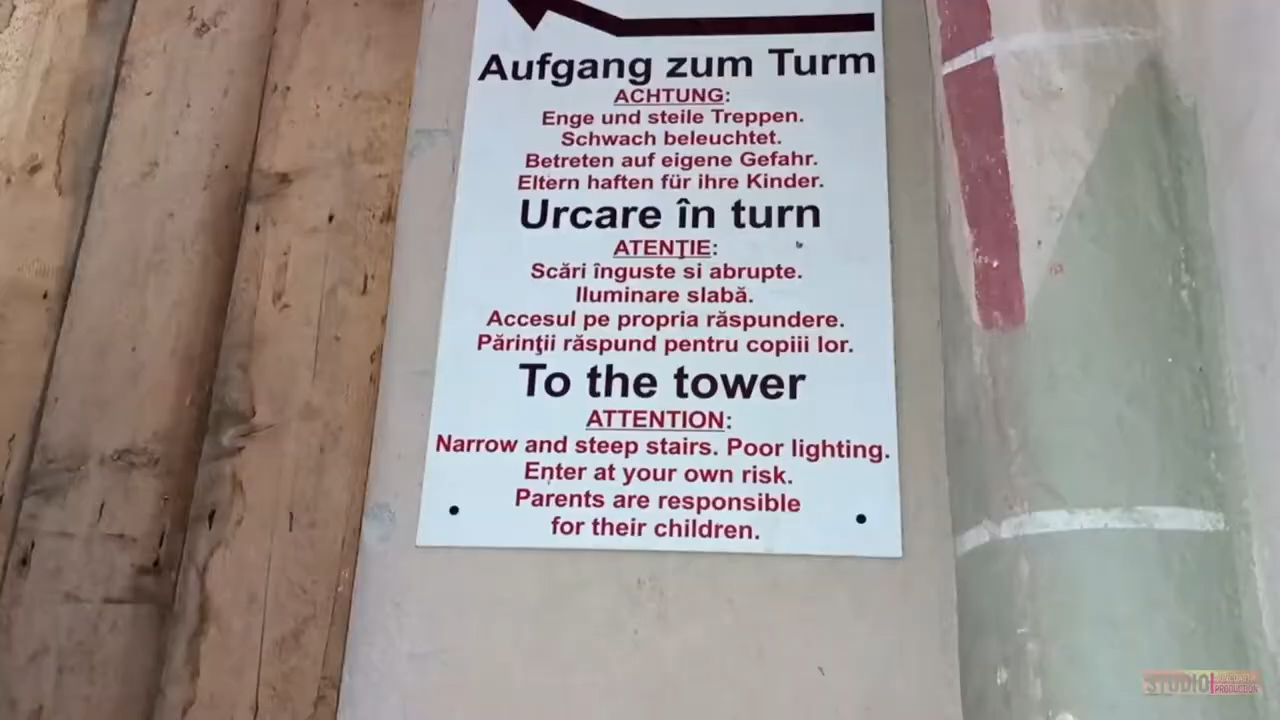 Aufgang zum Turm
ACHTUNG:
Enge und steile Treppen.
Schwach beleuchtet.
Betreten auf eigene Gefahr.
Eltern haften für ihre Kinder.
Urcare în turn
ATENŢIE:
Scări înguste si abrupte.
Iluminare slabă.
Accesul pe propria răspundere.
Părinţii răspund pentru copiii lor.
To the tower
ATTENTION:
Narrow and steep stairs. Poor lighting.
Enter at your own risk.
Parents are responsible
for their children.
STUDIO
PRODUCTION